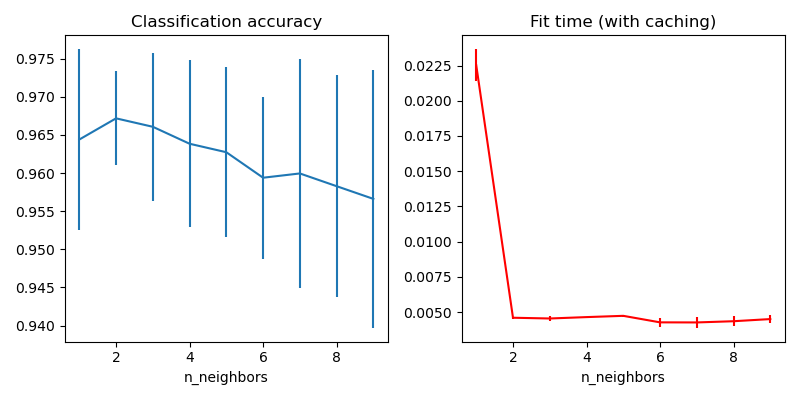 Classification accuracy
0.975
0.970
0.965
0.960
0.955
0.950
0.945
0.940
2 4 6 8
n_neighbors
Fit time (with caching)
0.0225
0.0200
0.0175
0.0150
0.0125
0.0100
0.0075
0.0050
2 4 6 8
n_neighbors